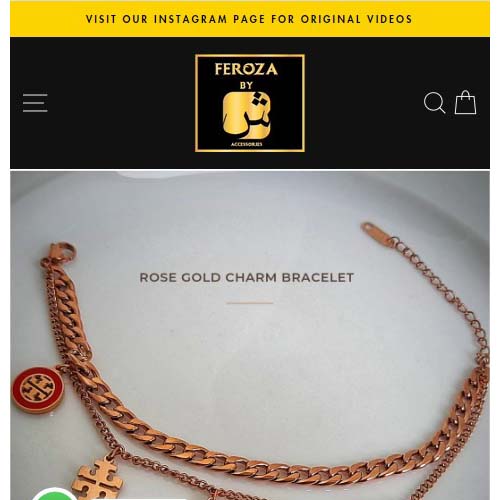 VISIT OUR INSTAGRAM PAGE FOR ORIGINAL VIDEOS
FEROZA
BY
ش
ACCESSORIES
ROSE GOLD CHARM BRACELET